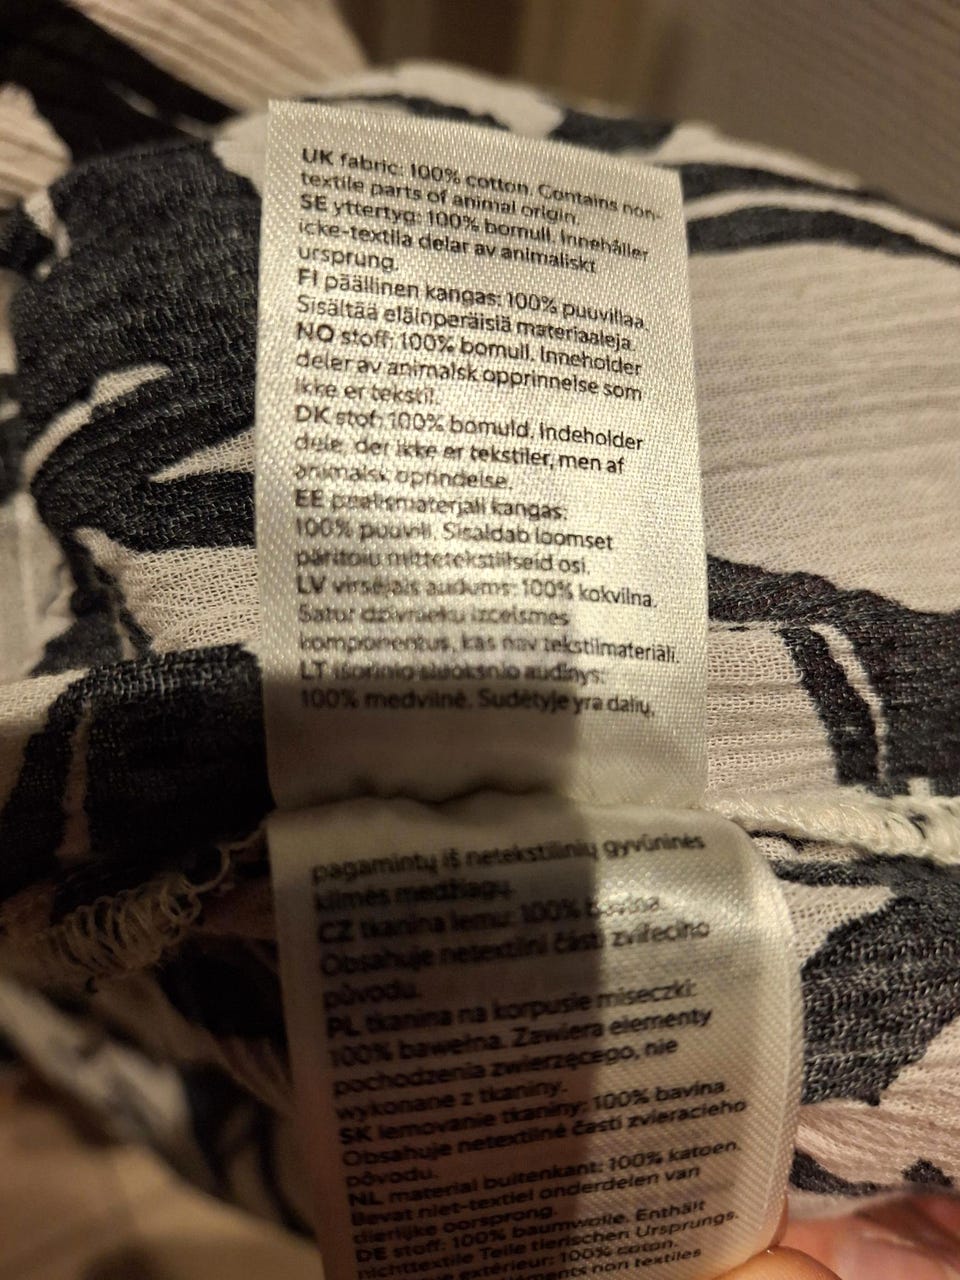 UK fabric: 100% cotton. Contains non-
textile parts of animal origin.
SE yttertyg: 100% bomull. Innehåller
icke-textila delar av animaliskt
ursprung.
FI päällinen kangas: 100% puuvillaa.
Sisältää eläinperäisiä materiaaleja.
NO stoff: 100% bomull. Inneholder
deler av animalsk opprinnelse som
ikke er tekstil.
DK stof: 100% bomuld. Indeholder
dele, der ikke er tekstiler, men af
animalsk oprindelse.
EE pealismaterjali kangas:
100% puuvill. Sisaldab loomset
päritolu mittetekstiilseid osi.
LV virsējais audums: 100% kokvilna.
Satur dzīvnieku izcelsmes
komponentus, kas nav tekstilmateriāli.
LT išorinio sluoksnio audinys:
100% medvilnė. Sudėtyje yra dalių,
pagamintų iš netekstilinių gyvūninės
kilmės medžiagų.
CZ tkanina lemu: 100% bavlna.
Obsahuje netextilní části zvířecího
původu.
PL tkanina na korpusie miseczki:
100% bawełna. Zawiera elementy
pochodzenia zwierzęcego, nie
wykonane z tkaniny.
SK lemovanie tkaniny: 100% bavlna.
Obsahuje netextilné časti zvieracieho
pôvodu.
NL material buitenkant: 100% katoen.
Bevat niet-textiel onderdelen van
dierlijke oorsprong.
DE stoff: 100% baumwolle. Enthält
nichttextile Teile tierischen Ursprungs.
extérieur: 100% coton.
éléments non textiles